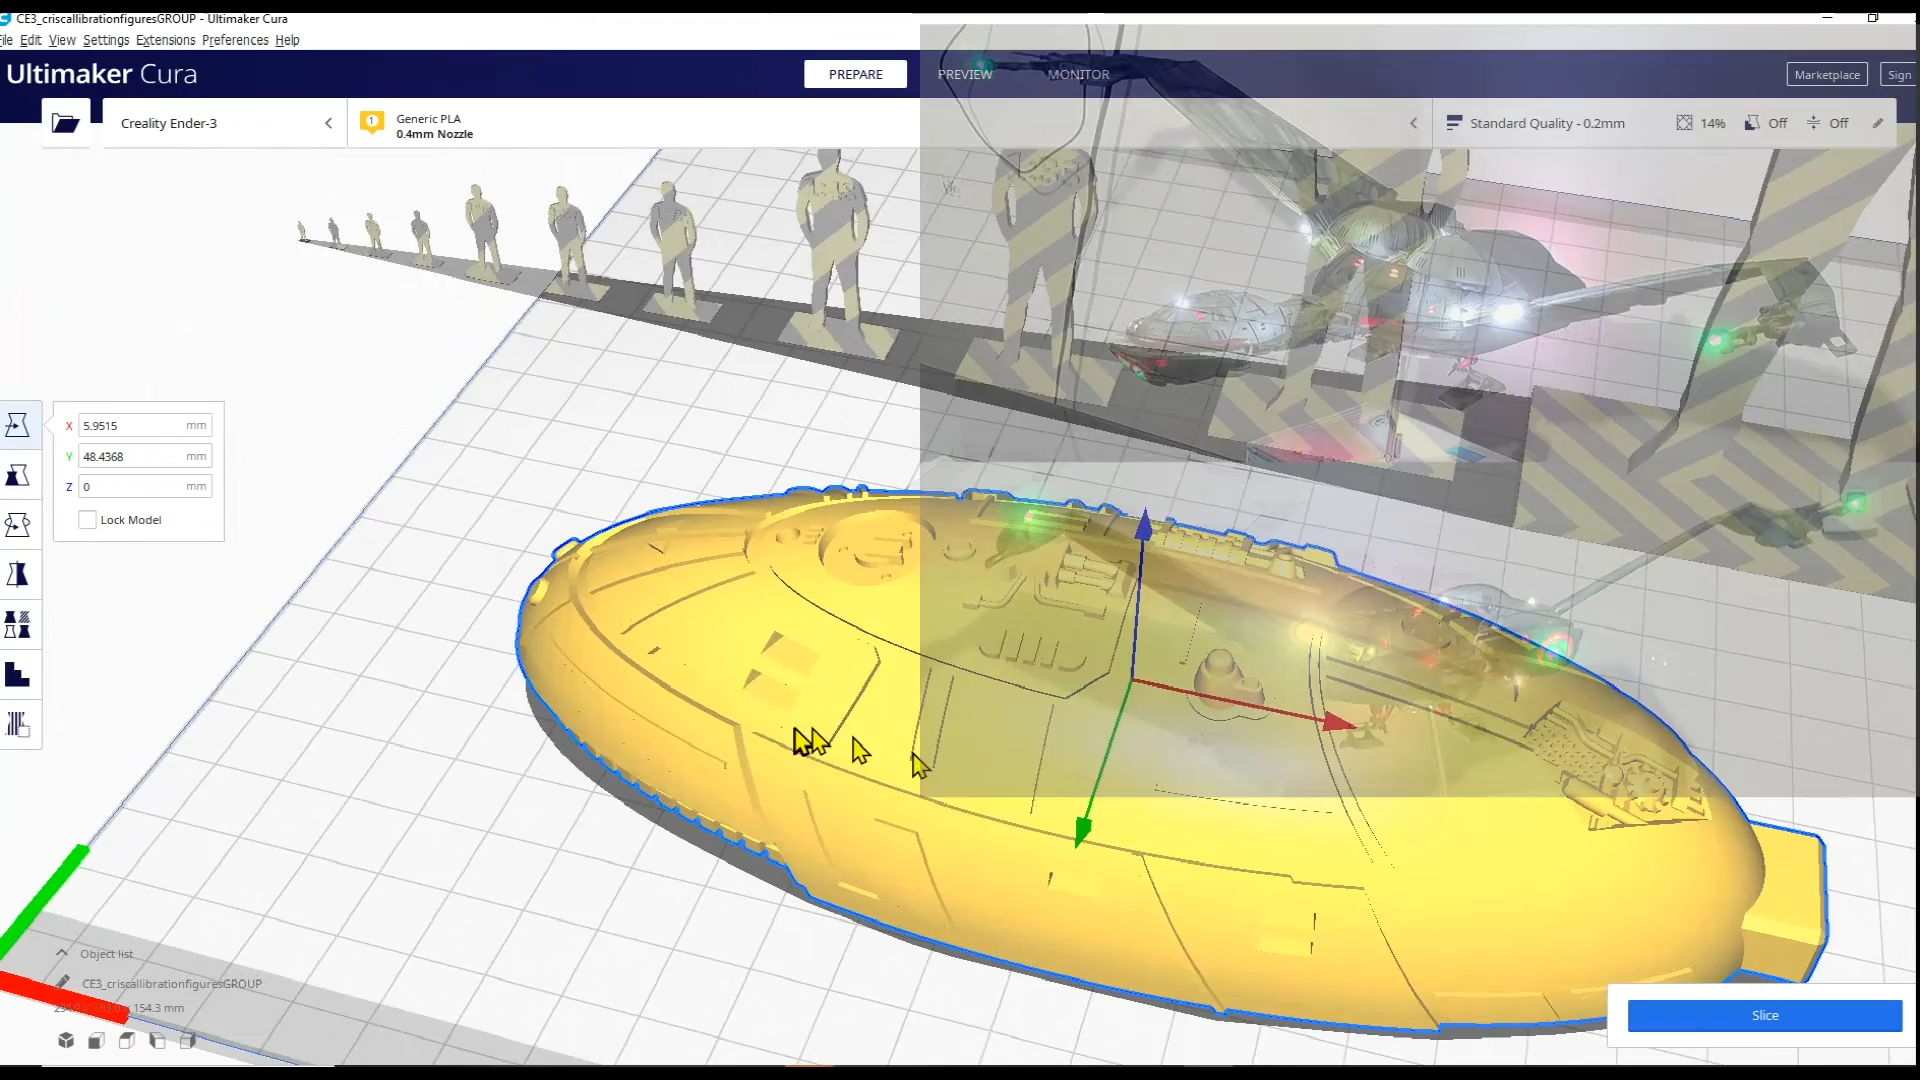 CE3_criscallibrationfiguresGROUP - Ultimaker Cura
File Edit View Settings Extensions Preferences Help
Ultimaker Cura
PREPARE
PREVIEW
MONITOR
Marketplace
Sign
Creality Ender-3
1
Generic PLA
0.4mm Nozzle
Standard Quality - 0.2mm
14%
Off
Off
X 5.9515 mm
Y 48.4368 mm
Z 0 mm
Lock Model
Object list
CE3_criscallibrationfiguresGROUP
154.3 mm
Slice